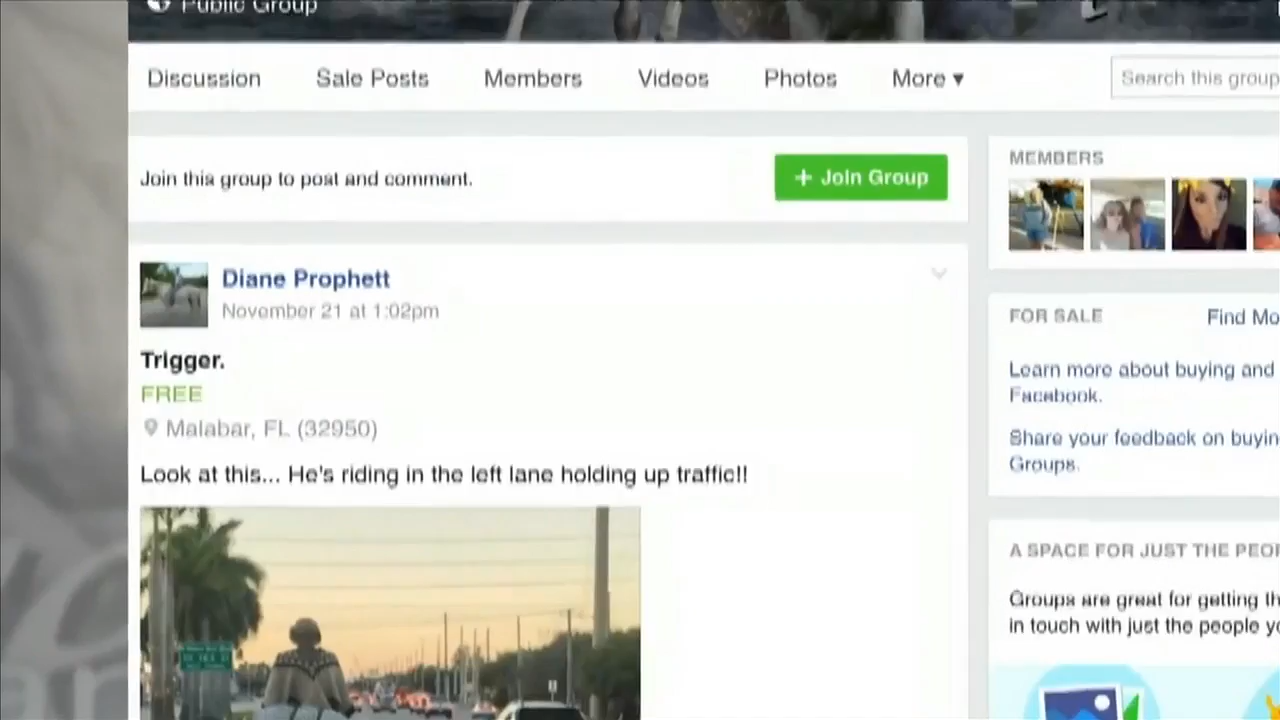 Public Group
Discussion Sale Posts Members Videos Photos More ▾
Search this group
Join this group to post and comment.
+ Join Group
MEMBERS
Diane Prophett
November 21 at 1:02pm
Trigger.
FREE
Malabar, FL (32950)
Look at this... He's riding in the left lane holding up traffic!!
FOR SALE Find Mo
Learn more about buying and
Facebook.
Share your feedback on buyin
Groups.
A SPACE FOR JUST THE PEO
Groups are great for getting th
in touch with just the people yo